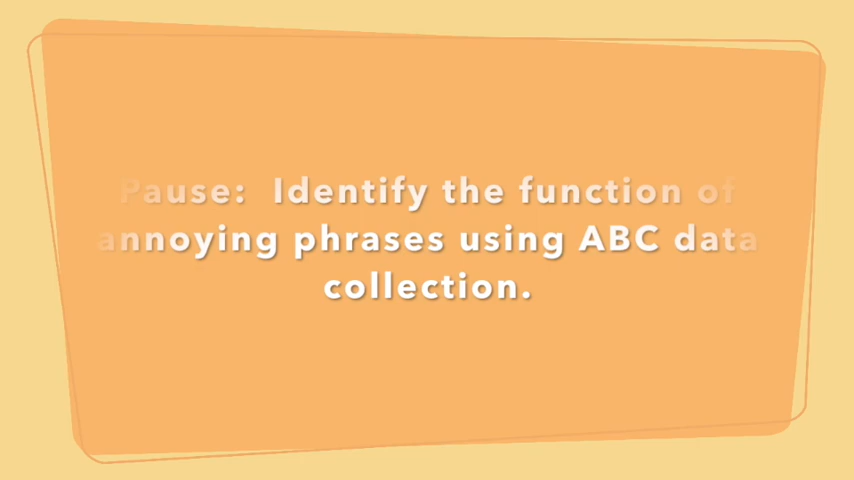 Pause: Identify the function of
annoying phrases using ABC data
collection.